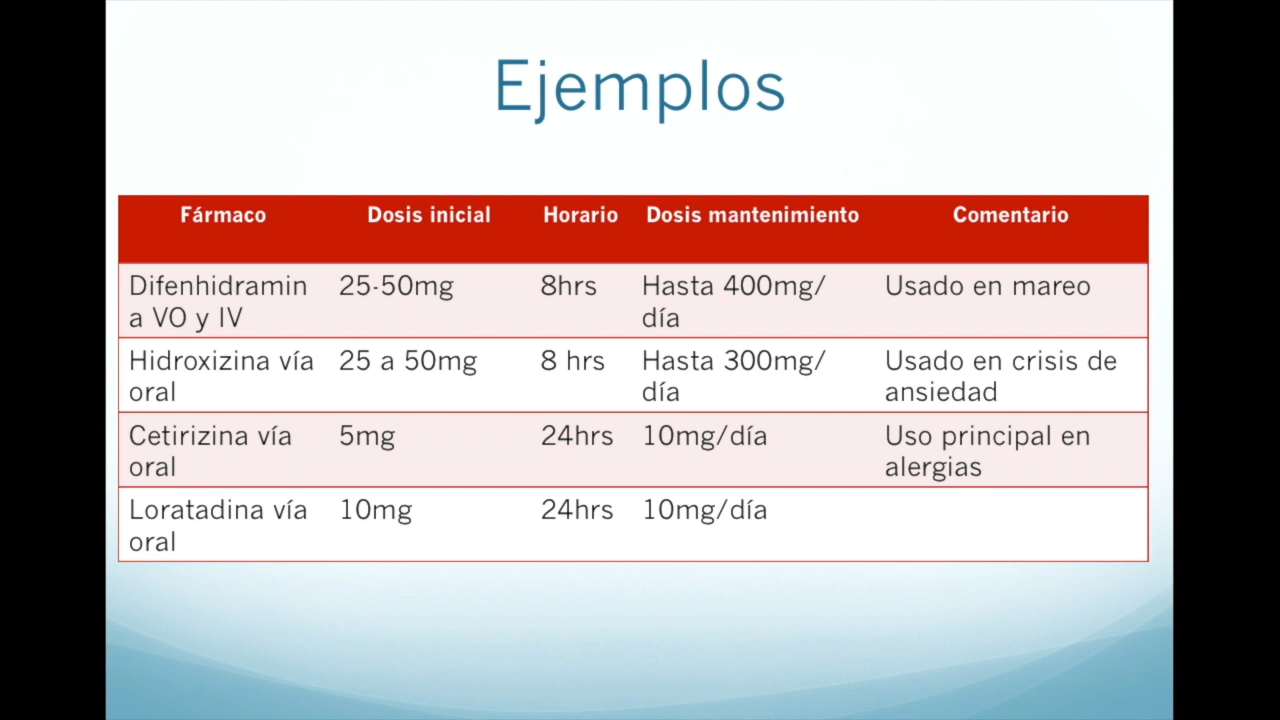 Ejemplos
Fármaco Dosis inicial Horario Dosis mantenimiento Comentario
Difenhidramin 25-50mg 8hrs Hasta 400mg/ Usado en mareo
a VO y IV día
Hidroxizina vía 25 a 50mg 8 hrs Hasta 300mg/ Usado en crisis de
oral día ansiedad
Cetirizina vía 5mg 24hrs 10mg/día Uso principal en
oral alergias
Loratadina vía 10mg 24hrs 10mg/día
oral